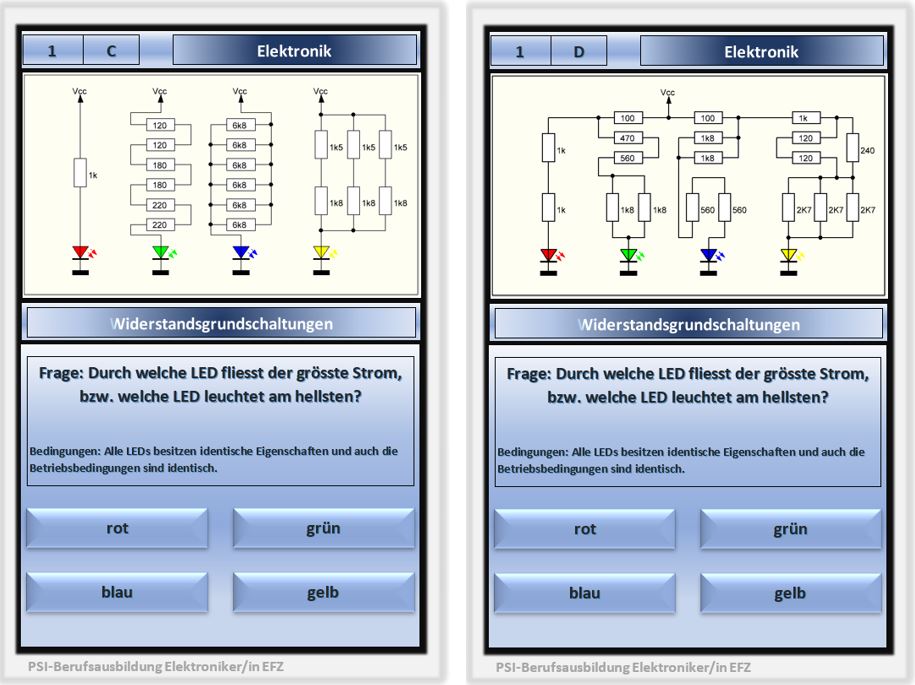 1 C Elektronik
Vcc Vcc Vcc Vcc
1k
120
120
180
180
220
220
6k8
6k8
6k8
6k8
6k8
6k8
1k5 1k5 1k5
1k8 1k8 1k8
Widerstandsgrundschaltungen
Frage: Durch welche LED fliesst der grösste Strom,
bzw. welche LED leuchtet am hellsten?
Bedingungen: Alle LEDs besitzen identische Eigenschaften und auch die
Betriebsbedingungen sind identisch.
rot grün
blau gelb
PSI-Berufsausbildung Elektroniker/in EFZ
1 D Elektronik
Vcc
1k
1k
100
470
560
1k8 1k8
100
1k8
1k8
560 560
1k
120
120
240
2K7 2K7 2K7
Widerstandsgrundschaltungen
Frage: Durch welche LED fliesst der grösste Strom,
bzw. welche LED leuchtet am hellsten?
Bedingungen: Alle LEDs besitzen identische Eigenschaften und auch die
Betriebsbedingungen sind identisch.
rot grün
blau gelb
PSI-Berufsausbildung Elektroniker/in EFZ